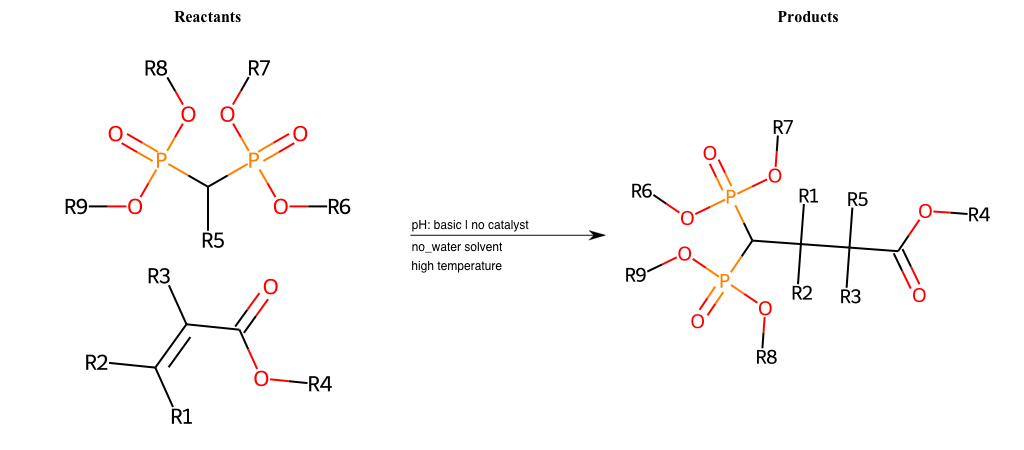 Reactants
Products
R8
R7
O
O
O
O
P
P
R9
O
O
R6
R5
R3
O
R2
O
R4
R1
pH: basic | no catalyst
no_water solvent
high temperature
R7
O
O
R6
P
R1
R5
O
O
R4
O
R9
P
R2
R3
O
O
O
R8